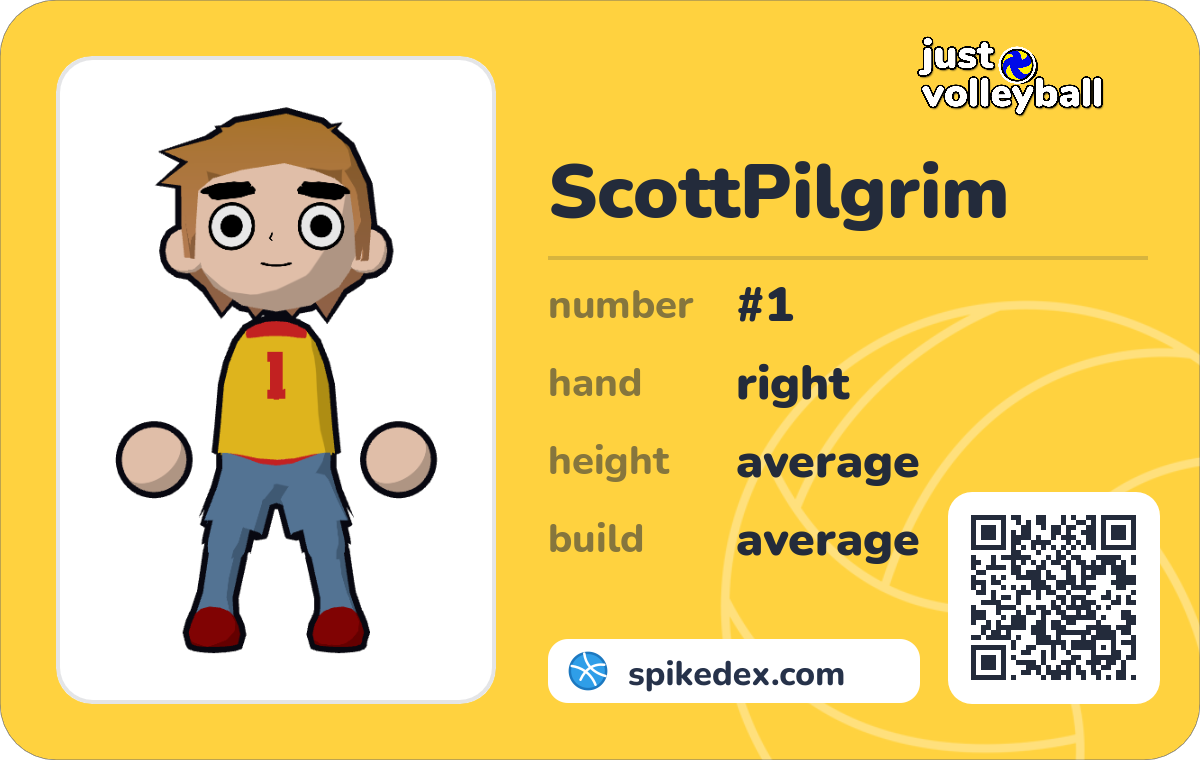 just
volleyball
ScottPilgrim
number #1
hand right
height average
build average
1
spikedex.com